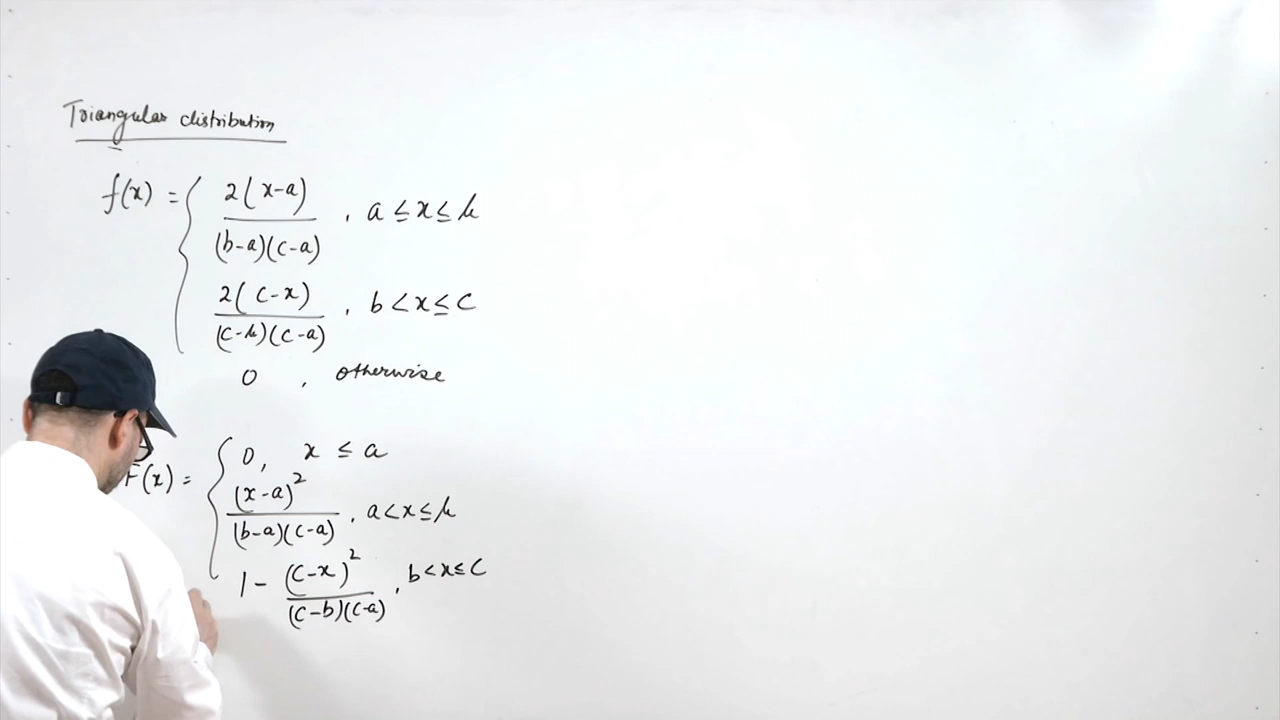 Triangular distribution
f(x) = { 2(x-a) / (b-a)(c-a) , a ≤ x ≤ b
2(c-x) / (c-b)(c-a) , b < x ≤ c
0 , otherwise
F(x) = { 0, x ≤ a
(x-a)² / (b-a)(c-a) , a < x ≤ b
1 - (c-x)² / (c-b)(c-a) , b < x ≤ c